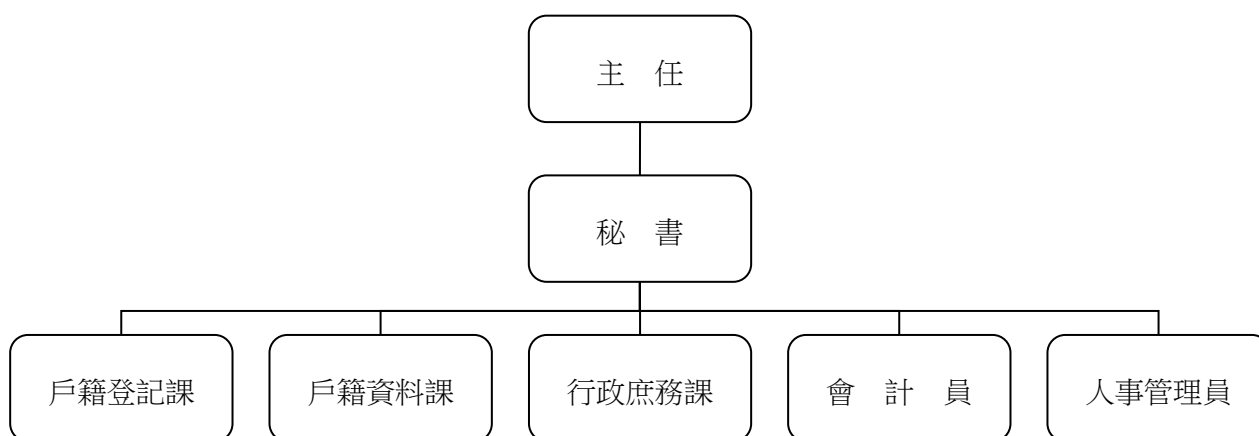 主　任
秘　書
戶籍登記課
戶籍資料課
行政庶務課
會　計　員
人事管理員